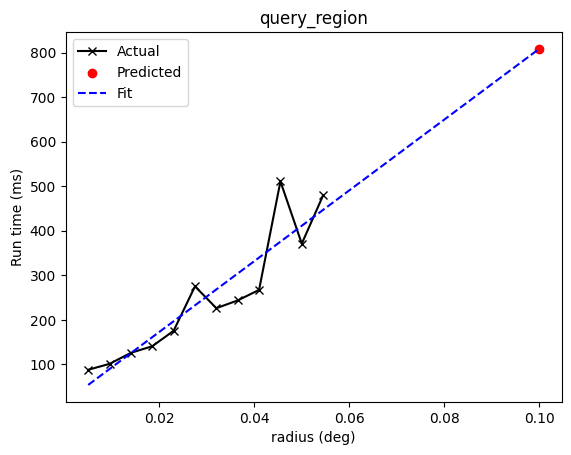 query_region
Actual
Predicted
Fit
Run time (ms)
800
700
600
500
400
300
200
100
0.02
0.04
0.06
0.08
0.10
radius (deg)